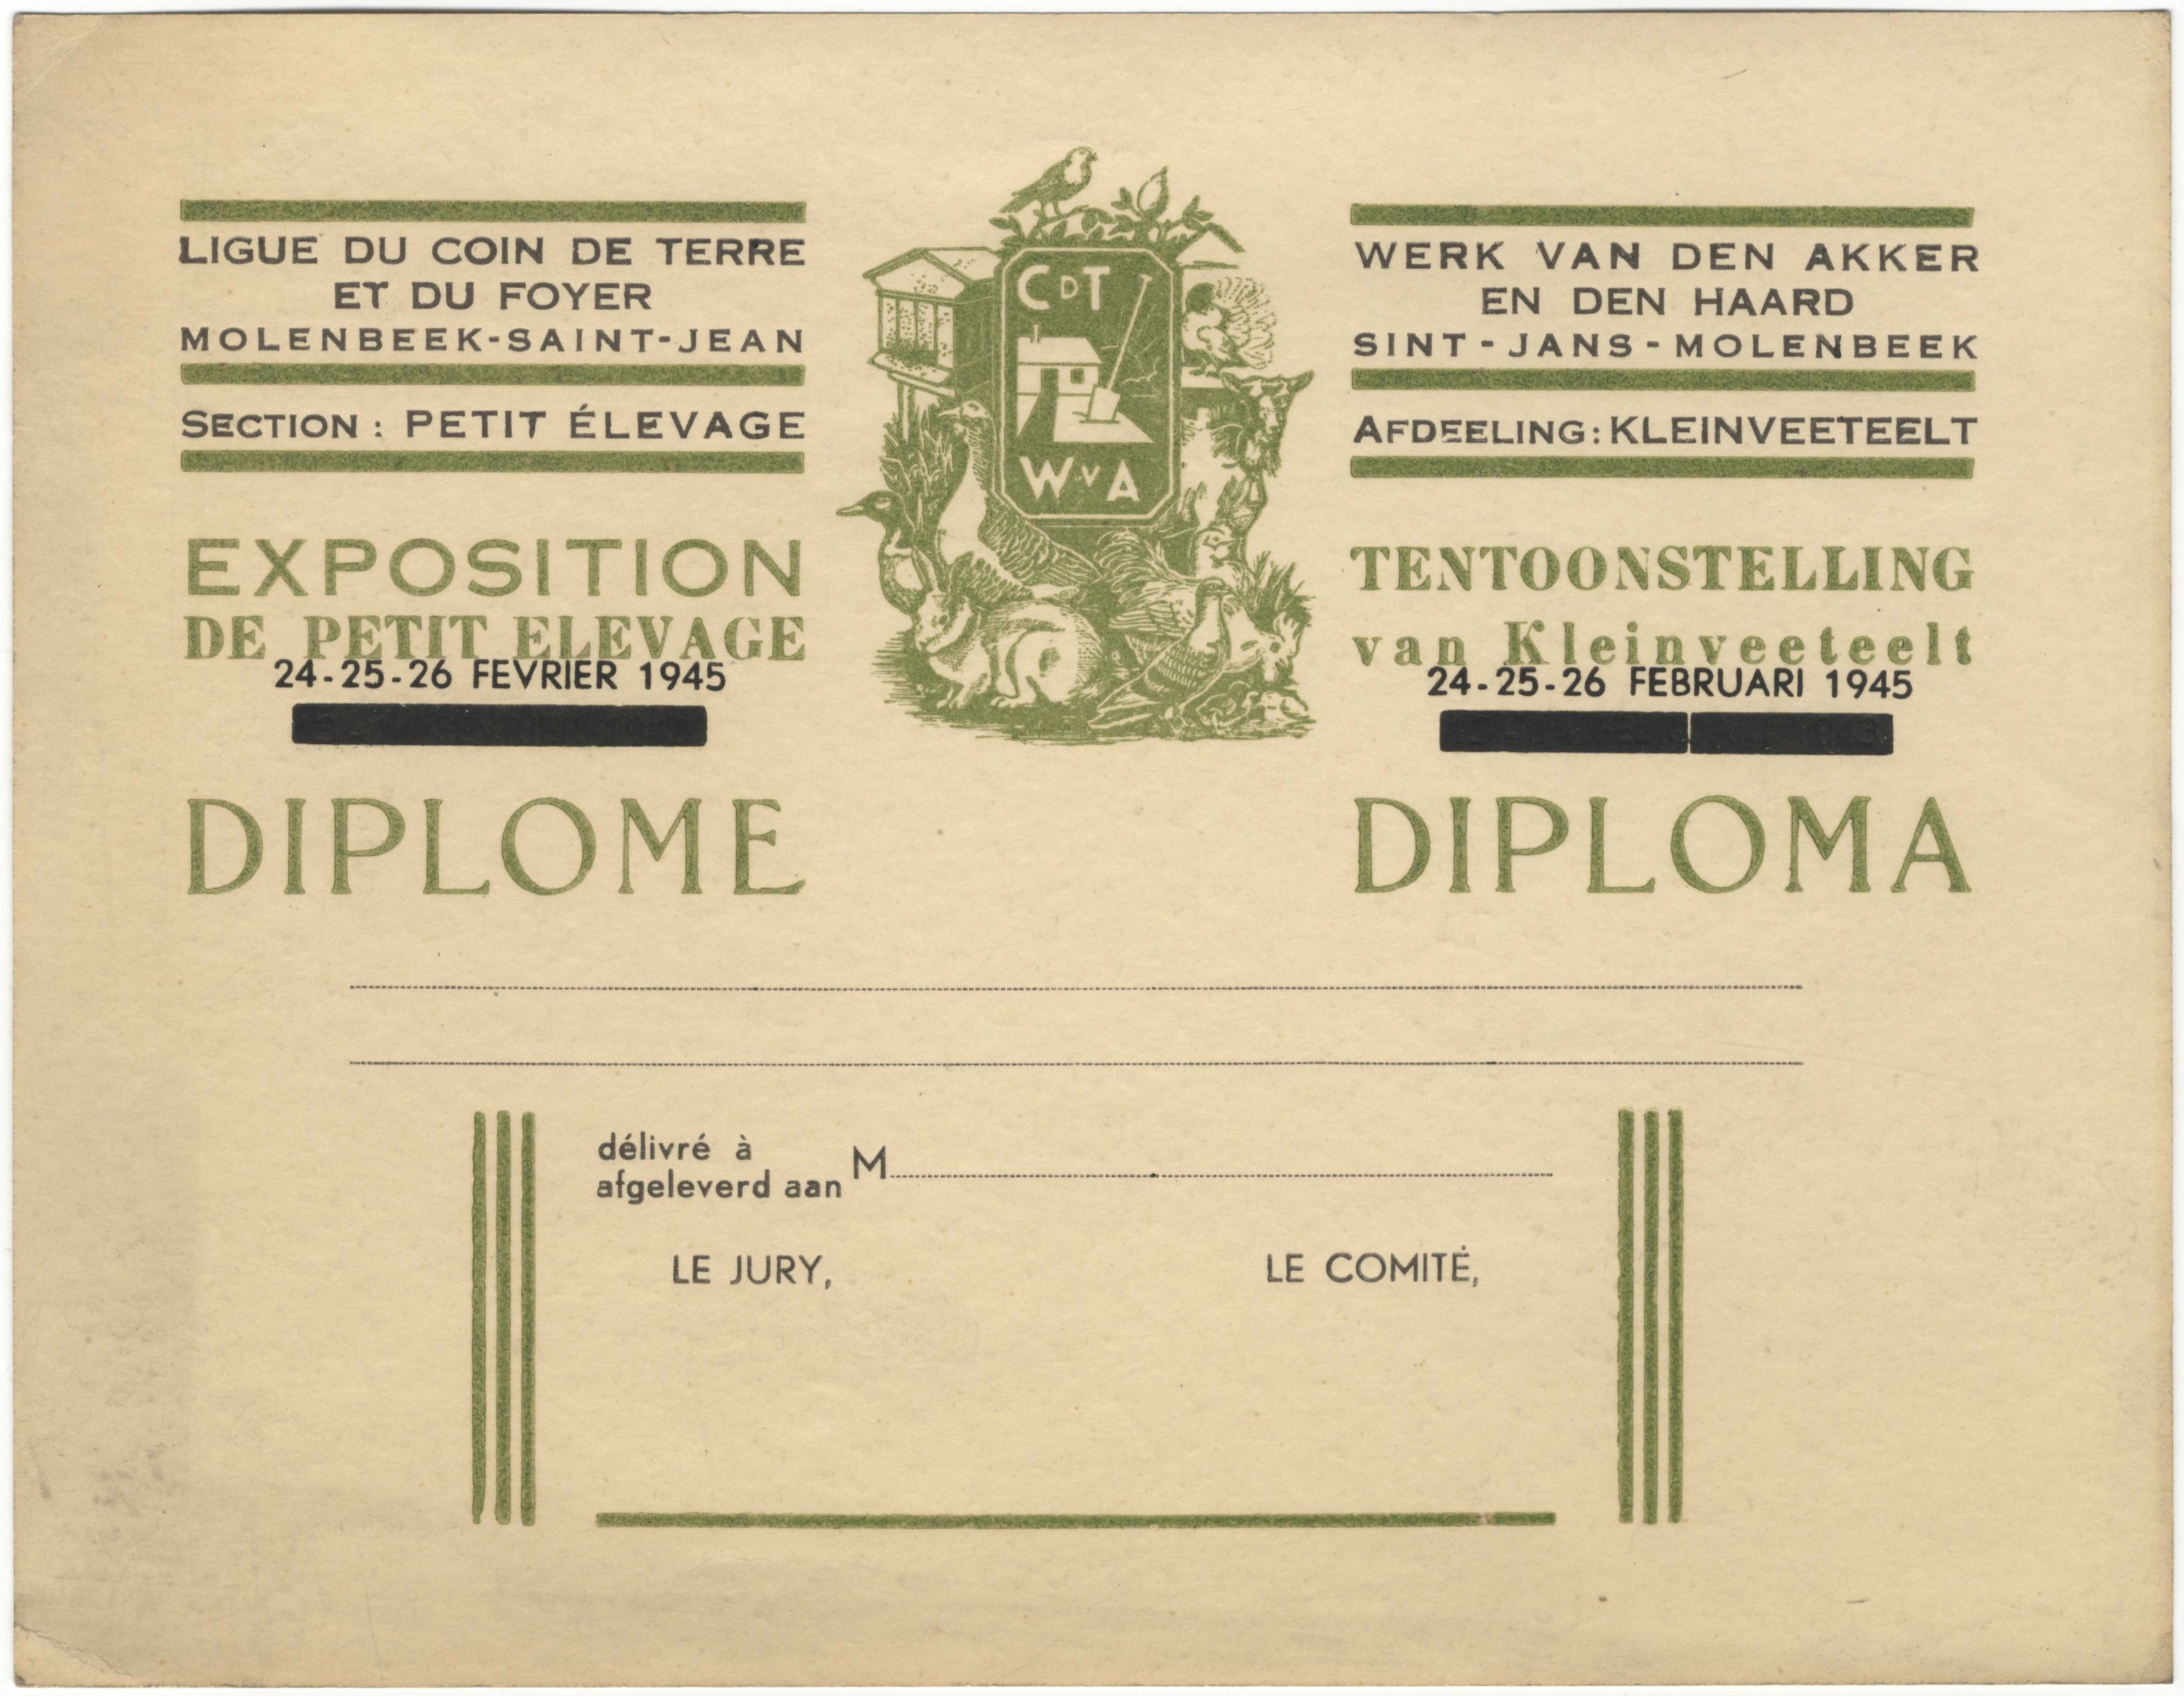 LIGUE DU COIN DE TERRE
ET DU FOYER
MOLENBEEK-SAINT-JEAN
SECTION : PETIT ÉLEVAGE
EXPOSITION
DE PETIT ELEVAGE
24-25-26 FEVRIER 1945
DIPLOME
CDT
WVA
WERK VAN DEN AKKER
EN DEN HAARD
SINT-JANS-MOLENBEEK
AFDEELING: KLEINVEETEELT
TENTOONSTELLING
van Kleinveeteelt
24-25-26 FEBRUARI 1945
DIPLOMA
délivré à
afgeleverd aan M
LE JURY,
LE COMITÉ,